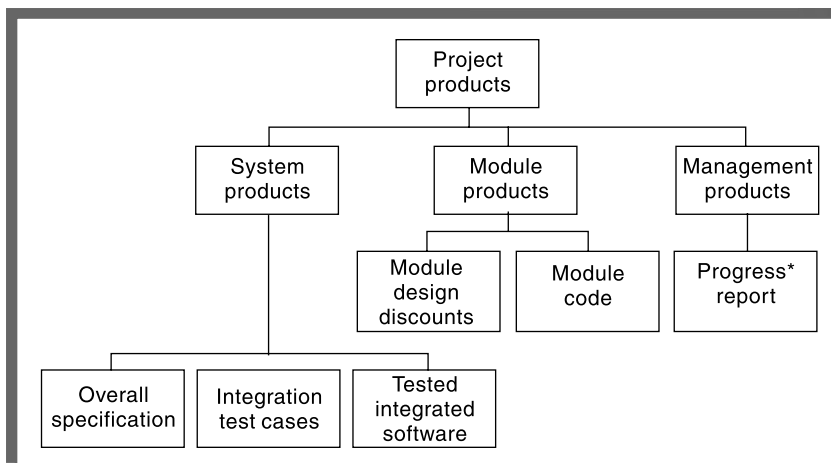 Project
products
System
products
Module
products
Management
products
Module
design
discounts
Module
code
Progress*
report
Overall
specification
Integration
test cases
Tested
integrated
software